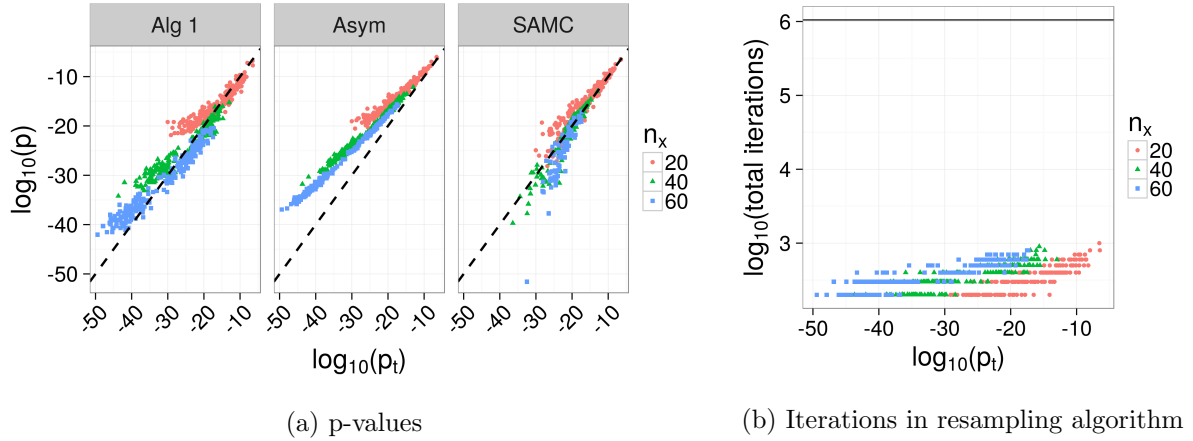 Alg 1
Asym
SAMC
log10(p)
-10
-20
-30
-40
-50
-50 -40 -30 -20 -10
-50 -40 -30 -20 -10
-50 -40 -30 -20 -10
log10(pt)
nx
20
40
60
(a) p-values
log10(total iterations)
6
5
4
3
-50 -40 -30 -20 -10
log10(pt)
nx
20
40
60
(b) Iterations in resampling algorithm